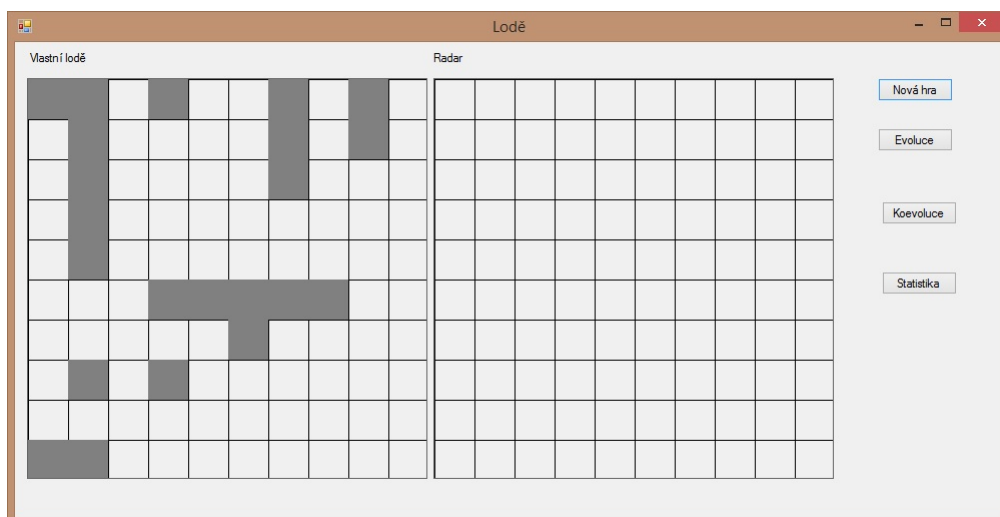 Lodě
Vlastní lodě
Radar
Nová hra
Evoluce
Koevoluce
Statistika